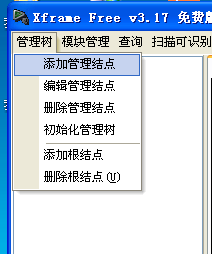 Xframe Free v3.17 免费
管理树 模块管理 查询 扫描可识别
添加管理结点
编辑管理结点
删除管理结点
初始化管理树
添加根结点
删除根结点(U)